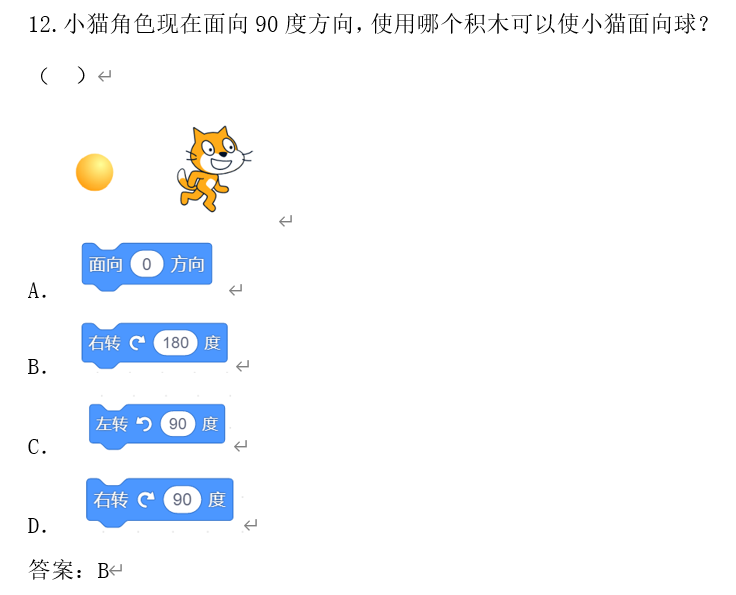 12.小猫角色现在面向 90 度方向，使用哪个积木可以使小猫面向球？
（ ）↵
↵
面向 0 方向
A. ↵
右转 180 度
B. ↵
左转 90 度
C. ↵
右转 90 度
D. ↵
答案：B↵